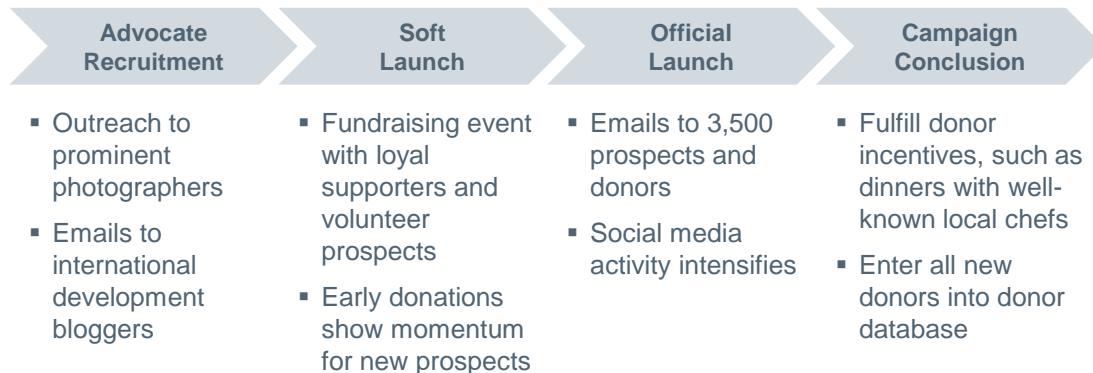 Advocate
Recruitment
Soft
Launch
Official
Launch
Campaign
Conclusion
▪ Outreach to
prominent
photographers
▪ Emails to
international
development
bloggers
▪ Fundraising event
with loyal
supporters and
volunteer
prospects
▪ Early donations
show momentum
for new prospects
▪ Emails to 3,500
prospects and
donors
▪ Social media
activity intensifies
▪ Fulfill donor
incentives, such as
dinners with well-
known local chefs
▪ Enter all new
donors into donor
database